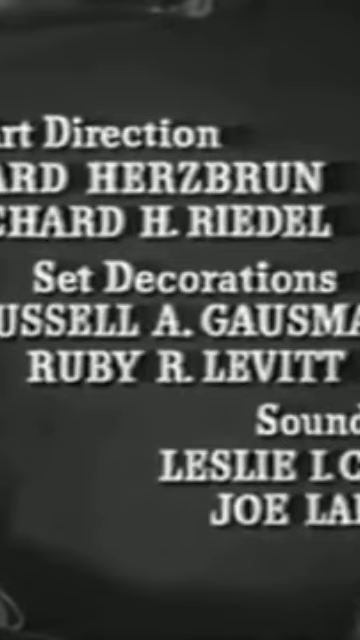 rt Direction
ARD HERZBRUN
CHARD H. RIEDEL
Set Decorations
USSELL A. GAUSMA
RUBY R. LEVITT
Sound
LESLIE I. C
JOE LA